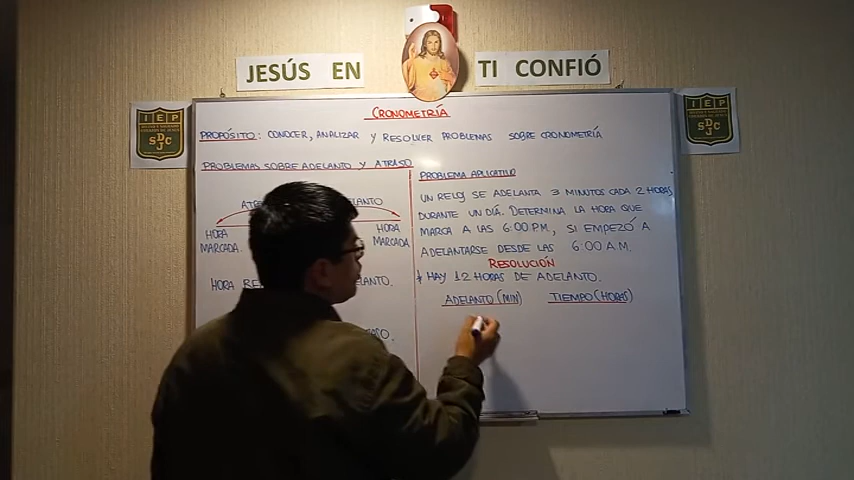 JESÚS EN TI CONFIÓ
IEP
SDJC
IEP
SDJC
CRONOMETRÍA
PROPÓSITO: CONOCER, ANALIZAR Y RESOLVER PROBLEMAS SOBRE CRONOMETRÍA
PROBLEMAS SOBRE ADELANTO Y ATRASO
HORA
MARCADA
HORA
MARCADA
HORA
PROBLEMA APLICATIVO
UN RELOJ SE ADELANTA 3 MINUTOS CADA 2 HORAS
DURANTE UN DÍA. DETERMINA LA HORA QUE
MARCA A LAS 6:00 PM, SI EMPEZÓ A
ADELANTARSE DESDE LAS 6:00 A.M.
RESOLUCIÓN
HAY 12 HORAS DE ADELANTO.
ADELANTO (MIN) TIEMPO (HORAS)